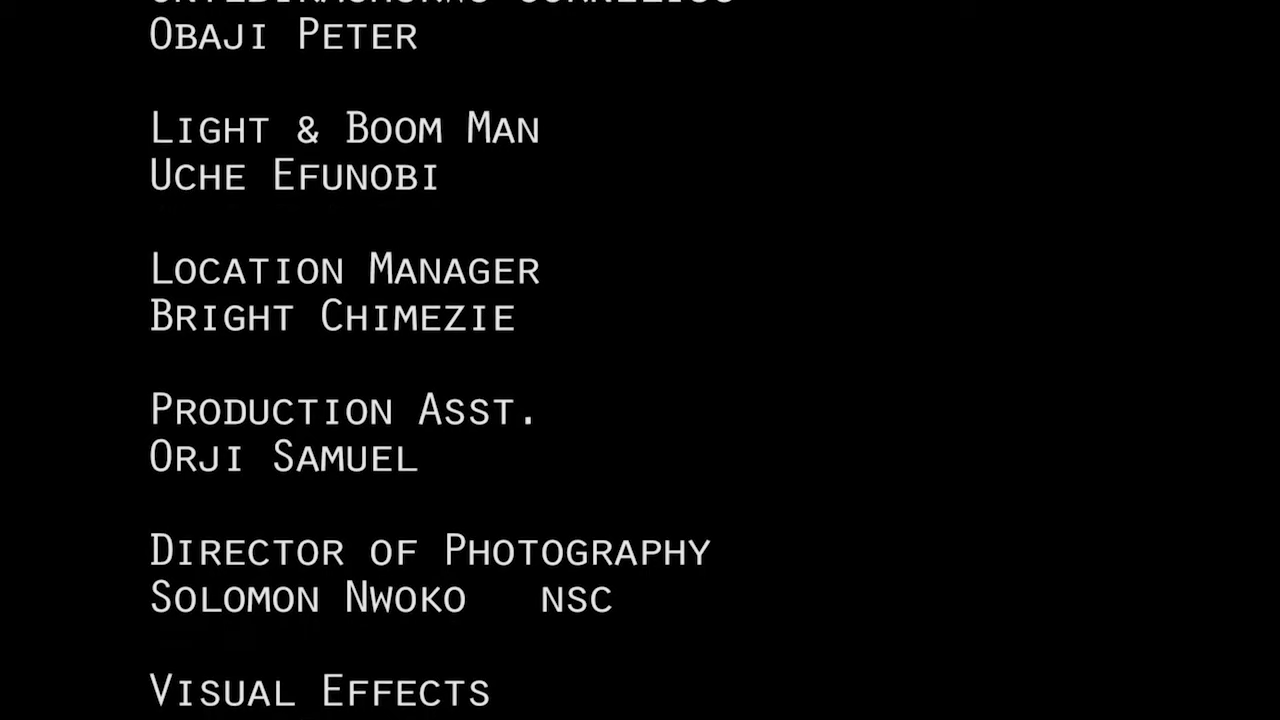 Obaji Peter
Light & Boom Man
Uche Efunobi
Location Manager
Bright Chimezie
Production Asst.
Orji Samuel
Director of Photography
Solomon Nwoko nsc
Visual Effects